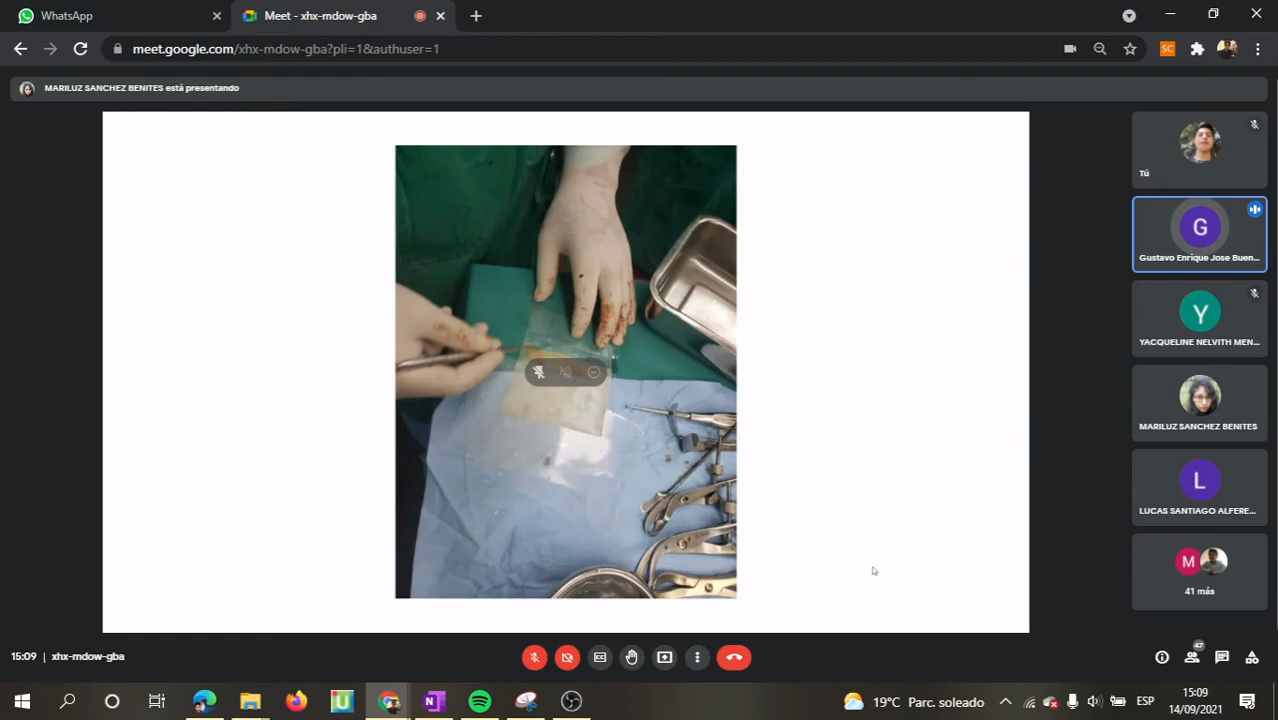 WhatsApp
Meet - xhx-mdow-gba
meet.google.com/xhx-mdow-gba?pli=1&authuser=1
SC
MARILUZ SANCHEZ BENITES está presentando
Tú
G
Gustavo Enrique Jose Buen...
Y
YACQUELINE NELVITH MEN...
MARILUZ SANCHEZ BENITES
L
LUCAS SANTIAGO ALFERE...
M
41 más
15:09 | xhx-mdow-gba
47
19°C Parc. soleado
ESP
15:09
14/09/2021